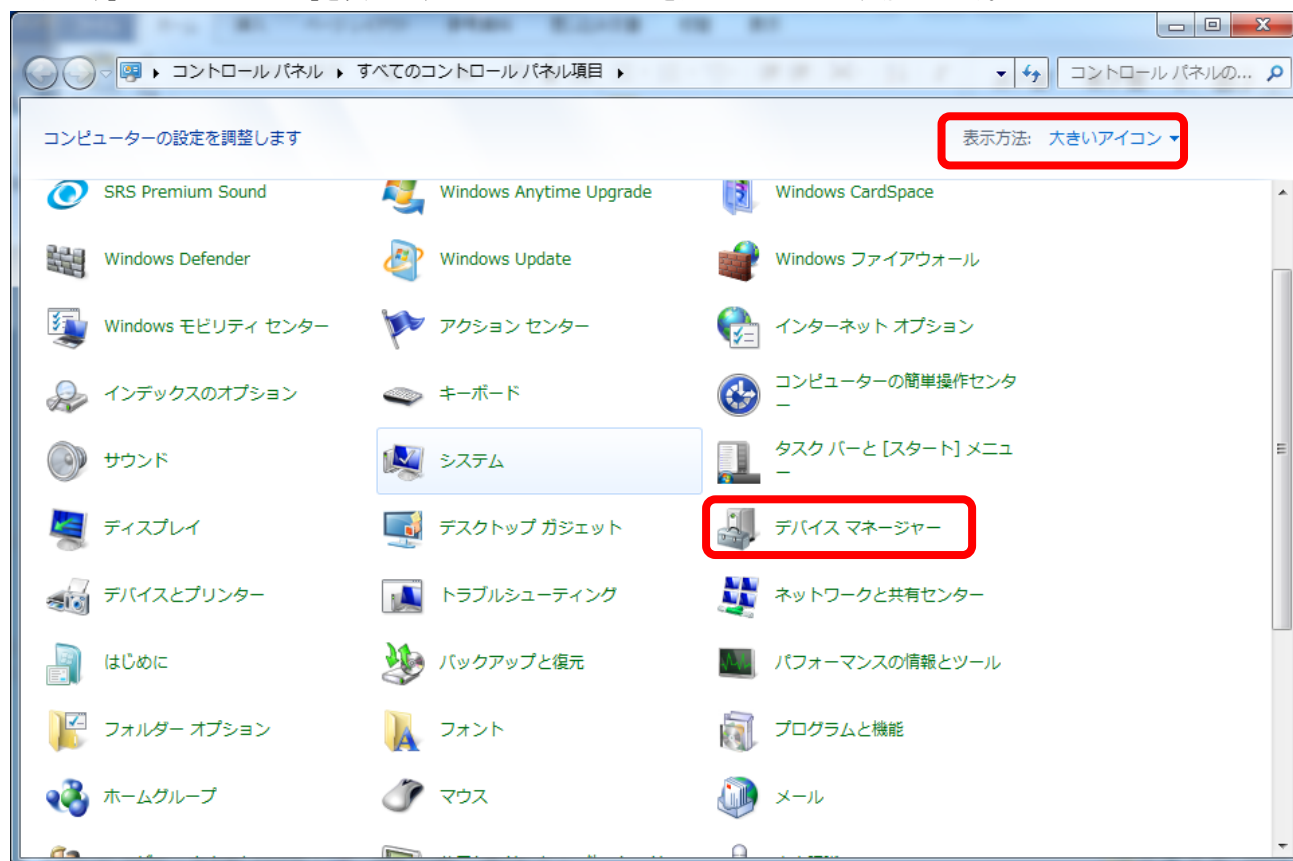 コントロール パネル ▸ すべてのコントロール パネル項目 ▸
コントロール パネルの...
コンピューターの設定を調整します
表示方法: 大きいアイコン
SRS Premium Sound
Windows Anytime Upgrade
Windows CardSpace
Windows Defender
Windows Update
Windows ファイアウォール
Windows モビリティ センター
アクション センター
インターネット オプション
インデックスのオプション
キーボード
コンピューターの簡単操作センタ
ー
サウンド
システム
タスク バーと [スタート] メニュ
ー
ディスプレイ
デスクトップ ガジェット
デバイス マネージャー
デバイスとプリンター
トラブルシューティング
ネットワークと共有センター
はじめに
バックアップと復元
パフォーマンスの情報とツール
フォルダー オプション
フォント
プログラムと機能
ホームグループ
マウス
メール